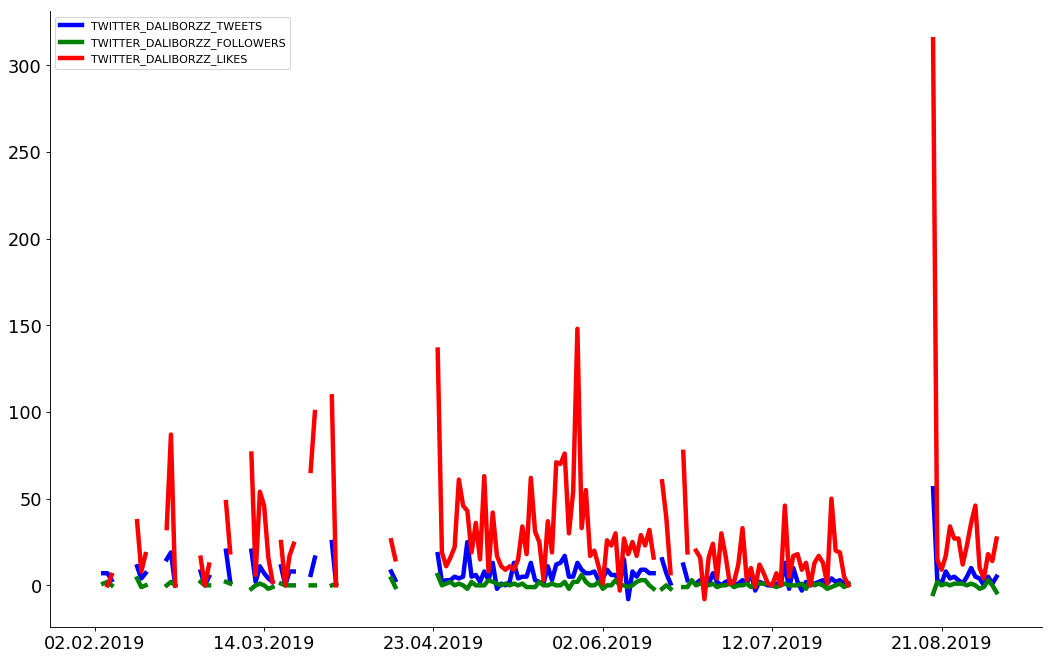 TWITTER_DALIBORZZ_TWEETS
TWITTER_DALIBORZZ_FOLLOWERS
TWITTER_DALIBORZZ_LIKES
300
250
200
150
100
50
0
02.02.2019 14.03.2019 23.04.2019 02.06.2019 12.07.2019 21.08.2019